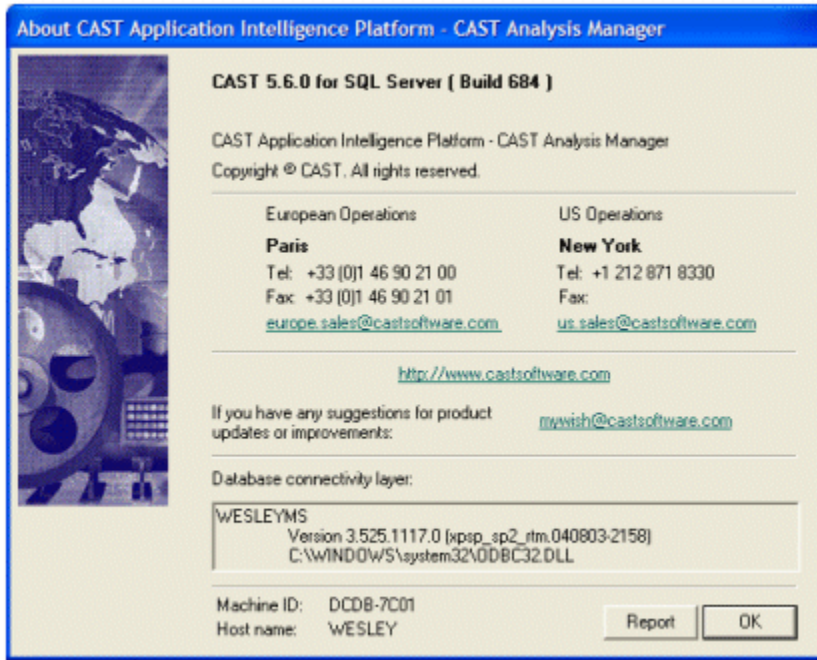 About CAST Application Intelligence Platform - CAST Analysis Manager
CAST 5.6.0 for SQL Server ( Build 684 )
CAST Application Intelligence Platform - CAST Analysis Manager
Copyright © CAST. All rights reserved.
European Operations
Paris
Tel: +33 (0)1 46 90 21 00
Fax: +33 (0)1 46 90 21 01
europe.sales@castsoftware.com
US Operations
New York
Tel: +1 212 871 8330
Fax:
us.sales@castsoftware.com
http://www.castsoftware.com
If you have any suggestions for product
updates or improvements:
mywish@castsoftware.com
Database connectivity layer:
WESLEYMS
Version 3.525.1117.0 (xpsp_sp2_rtm.040803-2158)
C:\WINDOWS\system32\ODBC32.DLL
Machine ID: DCDB-7C01
Host name: WESLEY
Report
OK